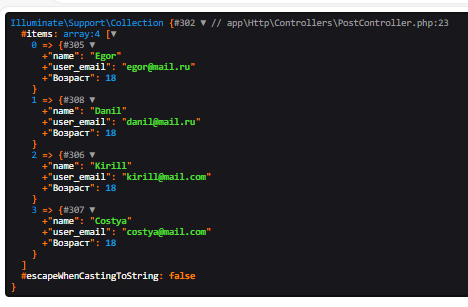 Illuminate\Support\Collection {#302 ▼ // app\Http\Controllers\PostController.php:23
#items: array:4 [▼
0 => {#305 ▼
+"name": "Egor"
+"user_email": "egor@mail.ru"
+"Возраст": 18
}
1 => {#308 ▼
+"name": "Danil"
+"user_email": "danil@mail.ru"
+"Возраст": 18
}
2 => {#306 ▼
+"name": "Kirill"
+"user_email": "kirill@mail.com"
+"Возраст": 18
}
3 => {#307 ▼
+"name": "Costya"
+"user_email": "costya@mail.com"
+"Возраст": 18
}
]
#escapeWhenCastingToString: false
}